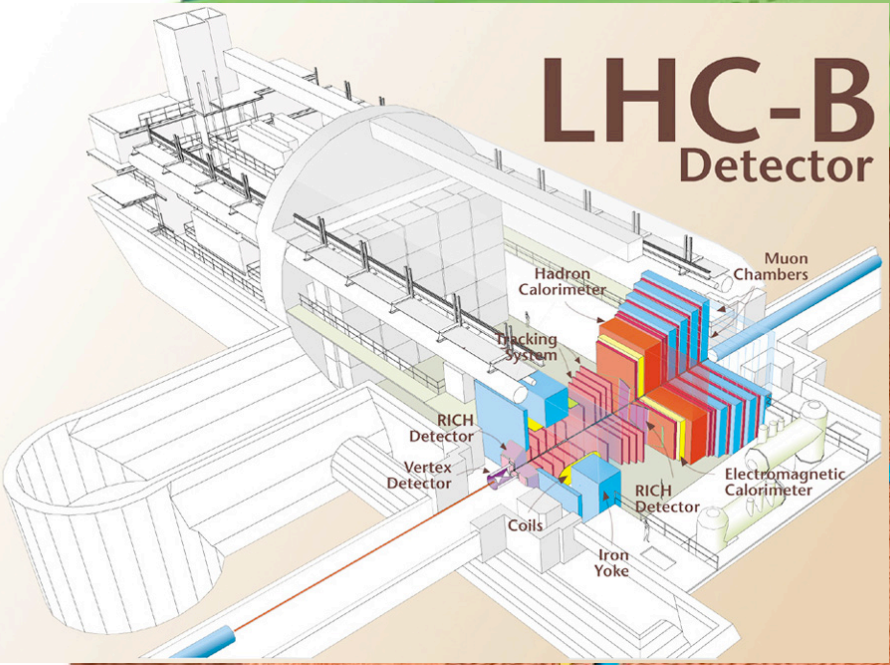 LHC-B
Detector
Muon
Chambers
Hadron
Calorimeter
Tracking
System
RICH
Detector
Vertex
Detector
Electromagnetic
Calorimeter
RICH
Detector
Coils
Iron
Yoke